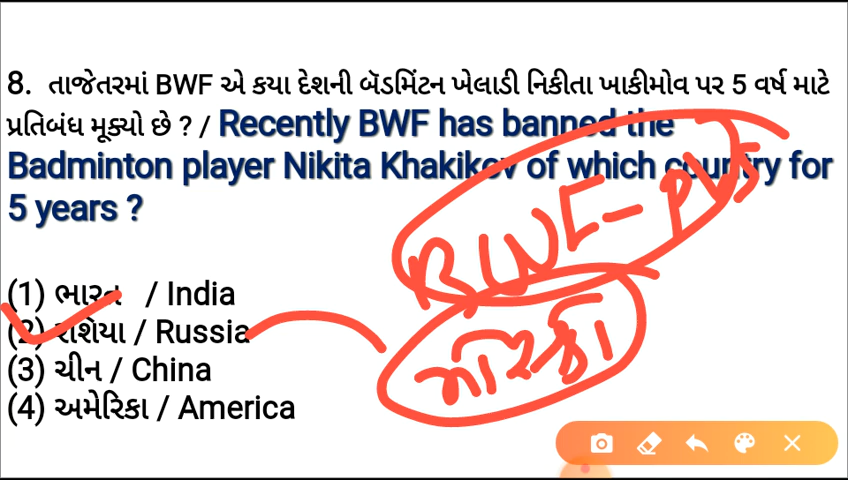 8. તાજેતરમાં BWF એ કયા દેશની બૅડમિંટન ખેલાડી નિકીતા ખાકીમોવ પર 5 વર્ષ માટે
પ્રતિબંધ મૂક્યો છે ? / Recently BWF has banned the
Badminton player Nikita Khakikov of which country for
5 years ?
BWF-
(1) ભારત / India
(2) રશિયા / Russia
(3) ચીન / China
(4) અમેરિકા / America